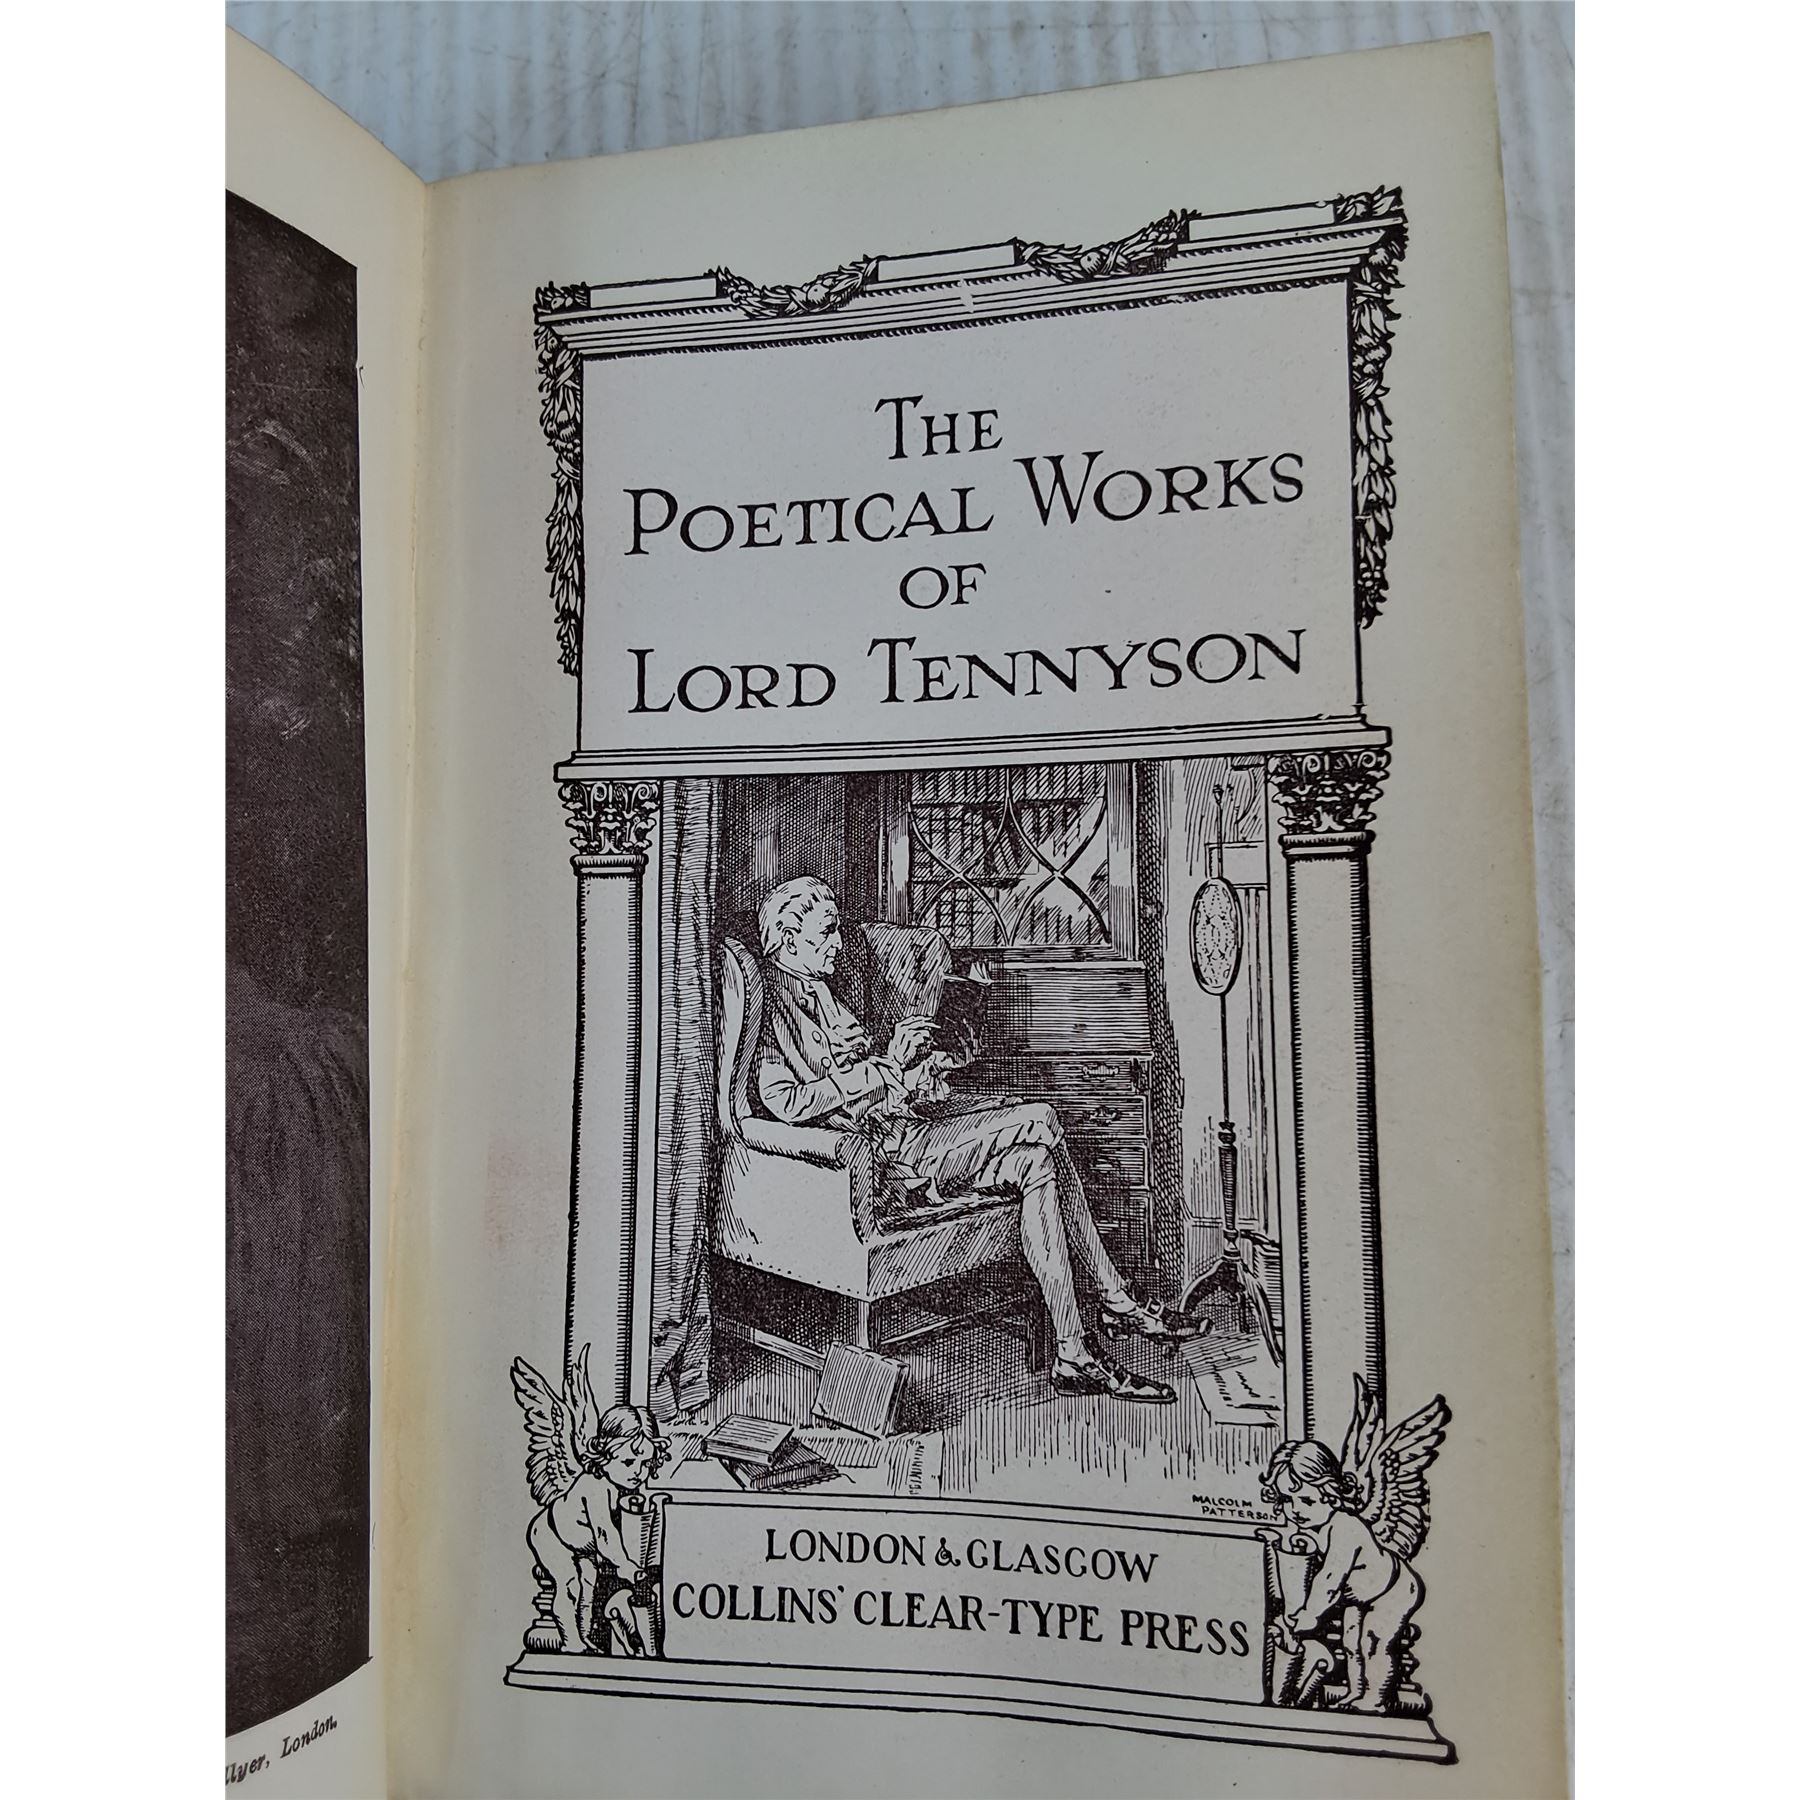 THE
POETICAL WORKS
OF
LORD TENNYSON
MALCOLM
PATTERSON
LONDON & GLASGOW
COLLINS' CLEAR-TYPE PRESS
London.